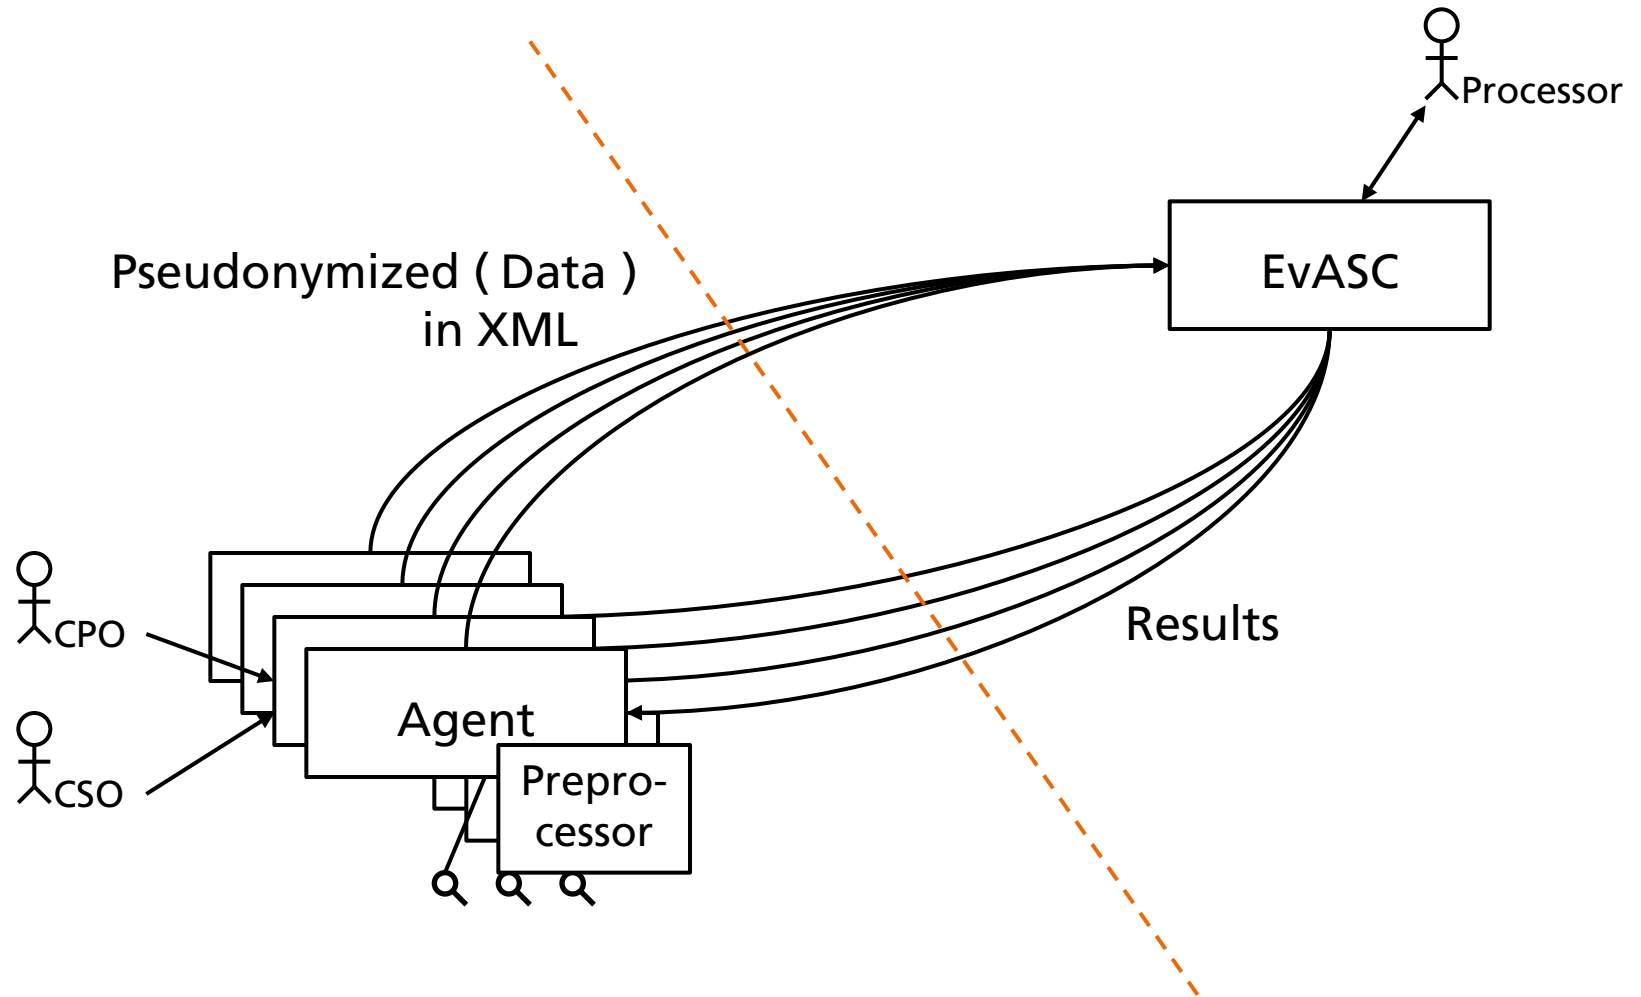 Processor
EvASC
Pseudonymized ( Data )
in XML
CPO
Results
Agent
CSO
Prepro-
cessor